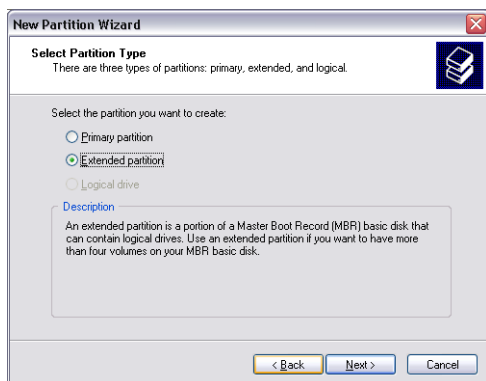 New Partition Wizard
Select Partition Type
There are three types of partitions: primary, extended, and logical.
Select the partition you want to create:
Primary partition
Extended partition
Logical drive
Description
An extended partition is a portion of a Master Boot Record (MBR) basic disk that
can contain logical drives. Use an extended partition if you want to have more
than four volumes on your MBR basic disk.
< Back Next > Cancel